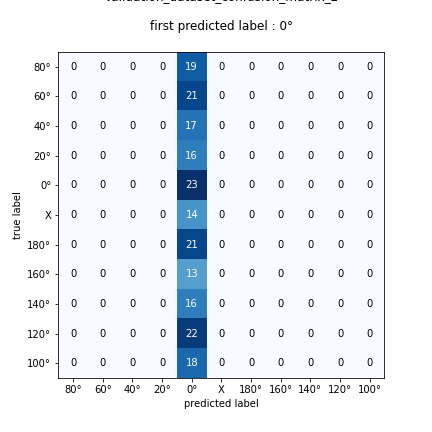 validation_dataset_confusion_matrix_2
first predicted label : 0°
80° 0 0 0 0 19 0 0 0 0 0 0
60° 0 0 0 0 21 0 0 0 0 0 0
40° 0 0 0 0 17 0 0 0 0 0 0
20° 0 0 0 0 16 0 0 0 0 0 0
0° 0 0 0 0 23 0 0 0 0 0 0
X 0 0 0 0 14 0 0 0 0 0 0
180° 0 0 0 0 21 0 0 0 0 0 0
160° 0 0 0 0 13 0 0 0 0 0 0
140° 0 0 0 0 16 0 0 0 0 0 0
120° 0 0 0 0 22 0 0 0 0 0 0
100° 0 0 0 0 18 0 0 0 0 0 0
true label
80° 60° 40° 20° 0° X 180° 160° 140° 120° 100°
predicted label